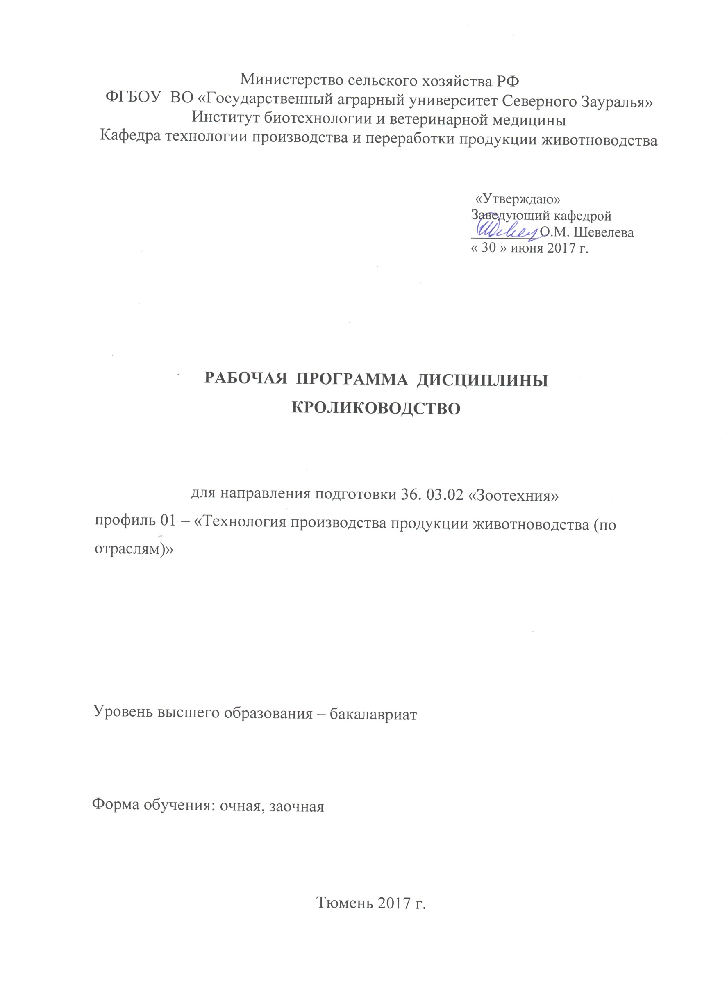 Министерство сельского хозяйства РФ
ФГБОУ ВО «Государственный аграрный университет Северного Зауралья»
Институт биотехнологии и ветеринарной медицины
Кафедра технологии производства и переработки продукции животноводства
«Утверждаю»
Заведующий кафедрой
О.М. Шевелева
« 30 » июня 2017 г.
РАБОЧАЯ ПРОГРАММА ДИСЦИПЛИНЫ
КРОЛИКОВОДСТВО
для направления подготовки 36. 03.02 «Зоотехния»
профиль 01 – «Технология производства продукции животноводства (по
отраслям)»
Уровень высшего образования – бакалавриат
Форма обучения: очная, заочная
Тюмень 2017 г.